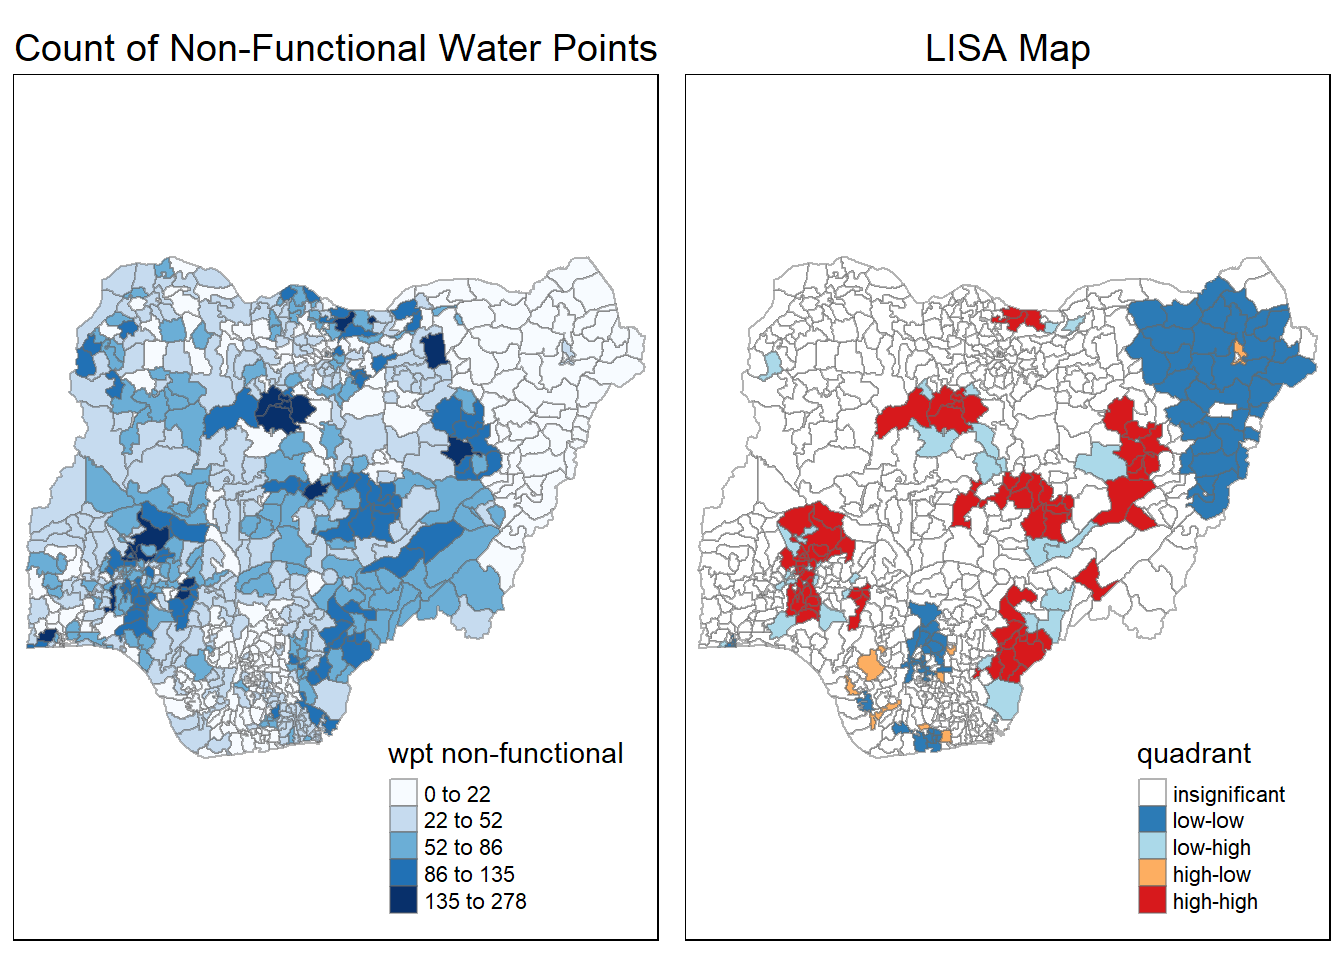 Count of Non-Functional Water Points
wpt non-functional
0 to 22
22 to 52
52 to 86
86 to 135
135 to 278
LISA Map
quadrant
insignificant
low-low
low-high
high-low
high-high